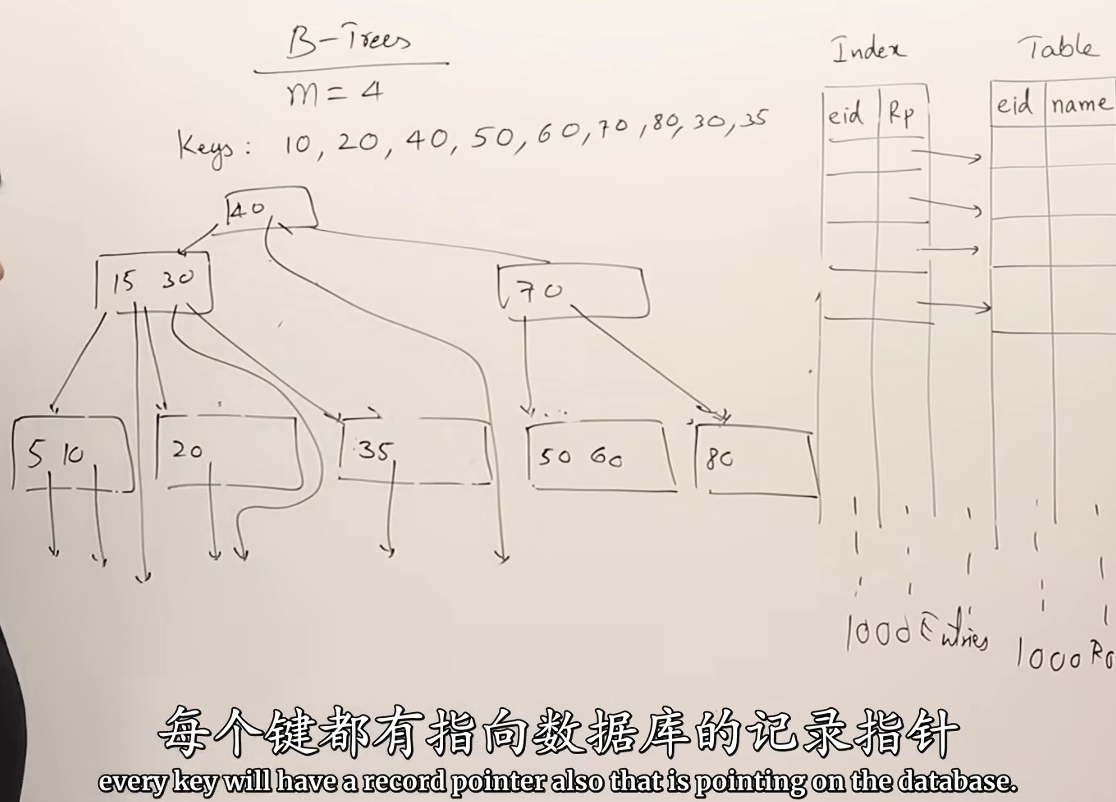 B-Trees
m = 4
Keys: 10, 20, 40, 50, 60, 70, 80, 30, 35
40
15 30
70
5 10
20
35
50 60
80
Index
eid Rp
1000 Entries
Table
eid name
1000 Ro
每个键都有指向数据库的记录指针
every key will have a record pointer also that is pointing on the database.